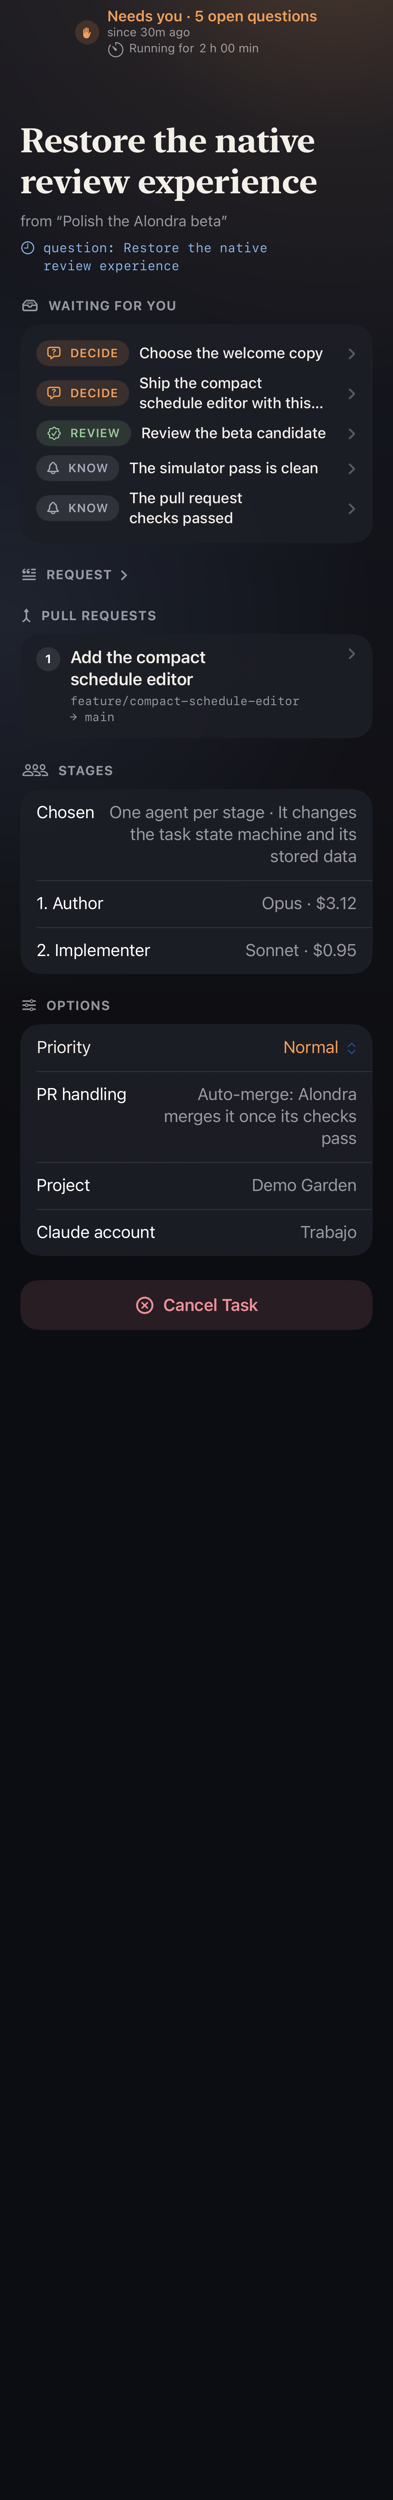 Needs you · 5 open questions
since 30m ago
Running for 2 h 00 min
Restore the native
review experience
from “Polish the Alondra beta”
question: Restore the native
review experience
WAITING FOR YOU
DECIDE Choose the welcome copy
DECIDE Ship the compact
schedule editor with this...
REVIEW Review the beta candidate
KNOW The simulator pass is clean
KNOW The pull request
checks passed
REQUEST
PULL REQUESTS
1 Add the compact
schedule editor
feature/compact-schedule-editor
→ main
STAGES
Chosen One agent per stage · It changes
the task state machine and its
stored data
1. Author Opus · $3.12
2. Implementer Sonnet · $0.95
OPTIONS
Priority Normal
PR handling Auto-merge: Alondra
merges it once its checks
pass
Project Demo Garden
Claude account Trabajo
Cancel Task